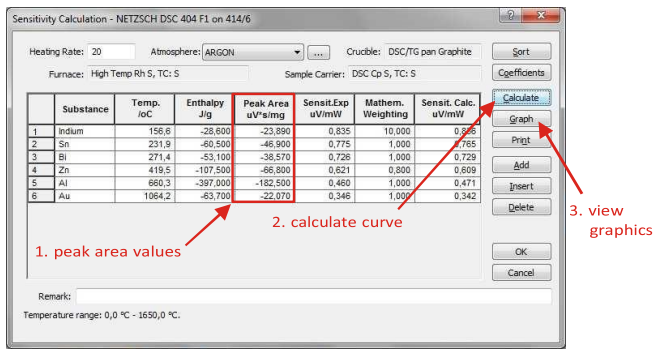 Sensitivity Calculation - NETZSCH DSC 404 F1 on 414/6
Heating Rate: 20 Atmosphere: ARGON ... Crucible: DSC/TG pan Graphite Sort
Furnace: High Temp Rh S, TC: S Sample Carrier: DSC Cp S, TC: S Coefficients
Substance Temp. /oC Enthalpy J/g Peak Area uV*s/mg Sensit.Exp uV/mW Mathem. Weighting Sensit. Calc. uV/mW
1 Indium 156,6 -28,600 -23,890 0,835 10,000
2 Sn 231,9 -60,500 -46,900 0,775 1,000 0,765
3 Bi 271,4 -53,100 -38,570 0,726 1,000 0,729
4 Zn 419,5 -107,500 -66,800 0,621 0,800 0,609
5 Al 660,3 -397,000 -182,500 0,460 1,000 0,471
6 Au 1064,2 -63,700 -22,070 0,346 1,000 0,342
Calculate
Graph
Print
Add
Insert
Delete
OK
Cancel
1. peak area values
2. calculate curve
3. view
graphics
Remark:
Temperature range: 0,0 °C - 1650,0 °C.